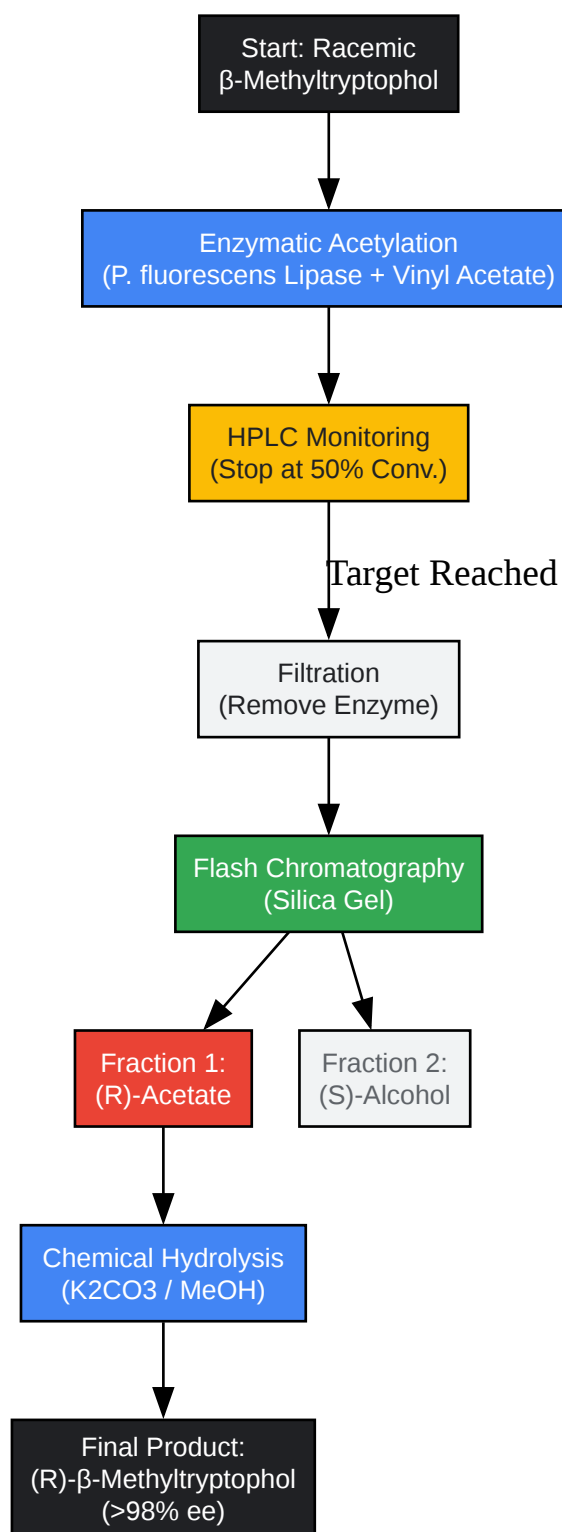 Start: Racemic
β-Methyltryptophol
Enzymatic Acetylation
(P. fluorescens Lipase + Vinyl Acetate)
HPLC Monitoring
(Stop at 50% Conv.)
Target Reached
Filtration
(Remove Enzyme)
Flash Chromatography
(Silica Gel)
Fraction 1:
(R)-Acetate
Fraction 2:
(S)-Alcohol
Chemical Hydrolysis
(K2CO3 / MeOH)
Final Product:
(R)-β-Methyltryptophol
(>98% ee)